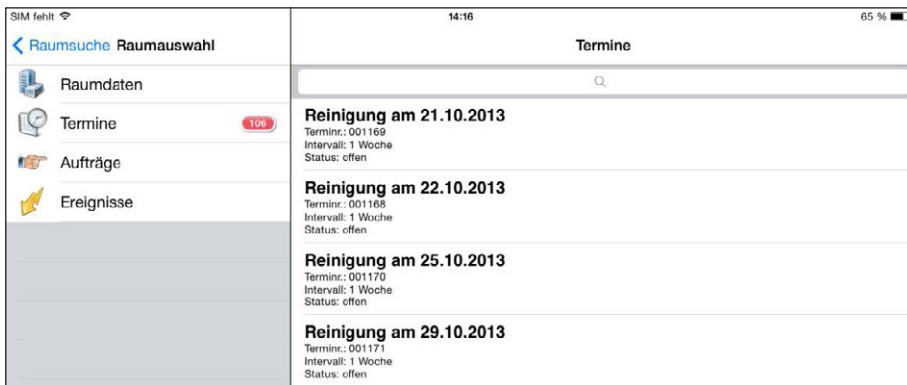 SIM fehlt 14:16 65 %
Raumsuche Raumauswahl
Raumdaten
Termine 106
Aufträge
Ereignisse
Termine
Reinigung am 21.10.2013
Terminr.: 001169
Intervall: 1 Woche
Status: offen
Reinigung am 22.10.2013
Terminr.: 001168
Intervall: 1 Woche
Status: offen
Reinigung am 25.10.2013
Terminr.: 001170
Intervall: 1 Woche
Status: offen
Reinigung am 29.10.2013
Terminr.: 001171
Intervall: 1 Woche
Status: offen